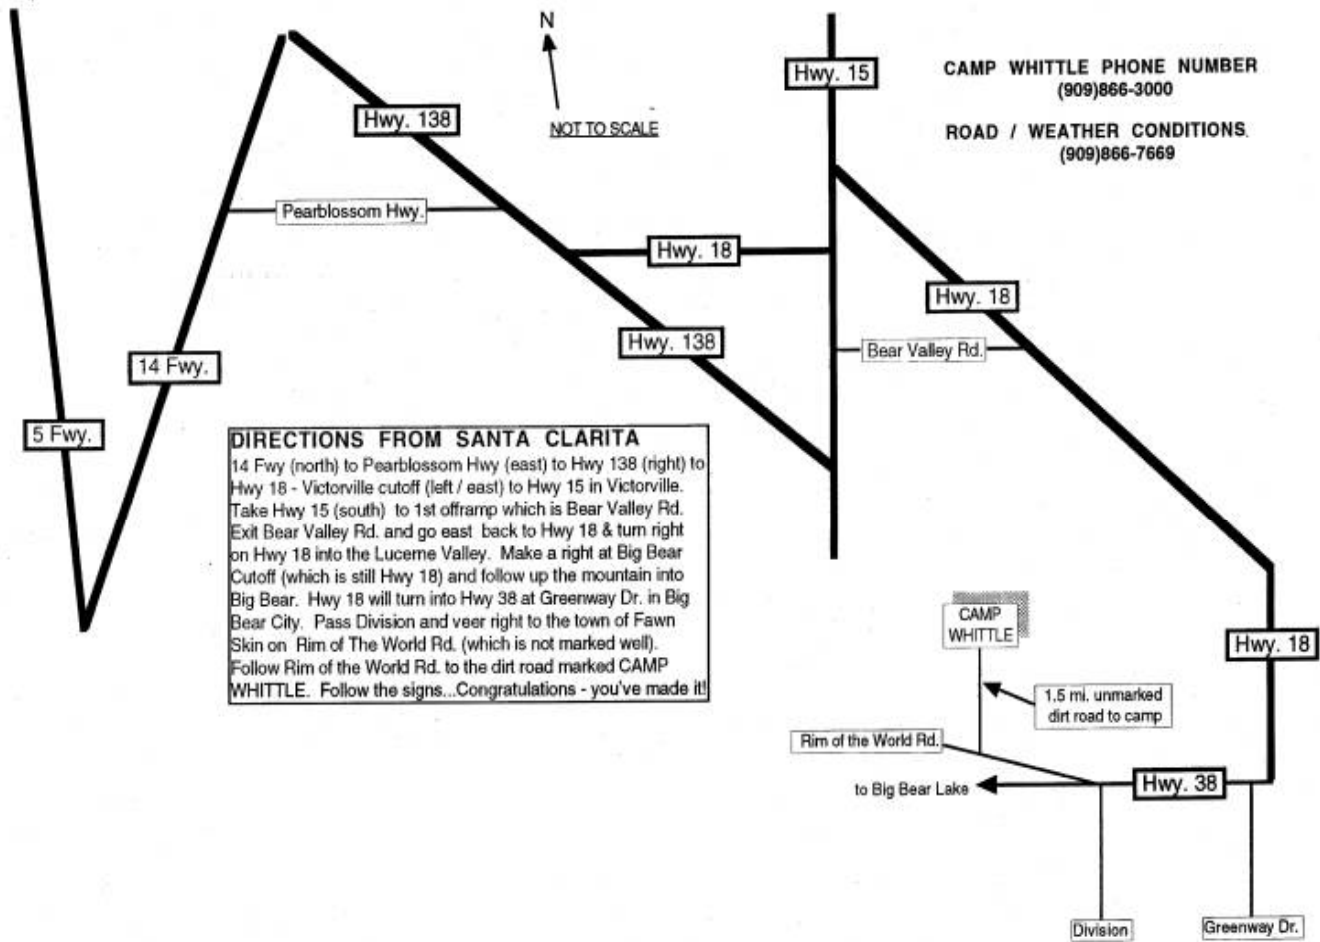 N
NOT TO SCALE
Hwy. 15
CAMP WHITTLE PHONE NUMBER
(909)866-3000
ROAD / WEATHER CONDITIONS
(909)866-7669
Hwy. 138
Pearblossom Hwy.
Hwy. 18
Hwy. 18
Hwy. 138
Bear Valley Rd.
14 Fwy.
5 Fwy.
DIRECTIONS FROM SANTA CLARITA
14 Fwy (north) to Pearblossom Hwy (east) to Hwy 138 (right) to
Hwy 18 - Victorville cutoff (left / east) to Hwy 15 in Victorville.
Take Hwy 15 (south) to 1st offramp which is Bear Valley Rd.
Exit Bear Valley Rd. and go east back to Hwy 18 & turn right
on Hwy 18 into the Lucerne Valley. Make a right at Big Bear
Cutoff (which is still Hwy 18) and follow up the mountain into
Big Bear. Hwy 18 will turn into Hwy 38 at Greenway Dr. in Big
Bear City. Pass Division and veer right to the town of Fawn
Skin on Rim of The World Rd. (which is not marked well).
Follow Rim of the World Rd. to the dirt road marked CAMP
WHITTLE. Follow the signs...Congratulations - you've made it!
CAMP
WHITTLE
Hwy. 18
1.5 mi. unmarked
dirt road to camp
Rim of the World Rd.
to Big Bear Lake
Hwy. 38
Division
Greenway Dr.